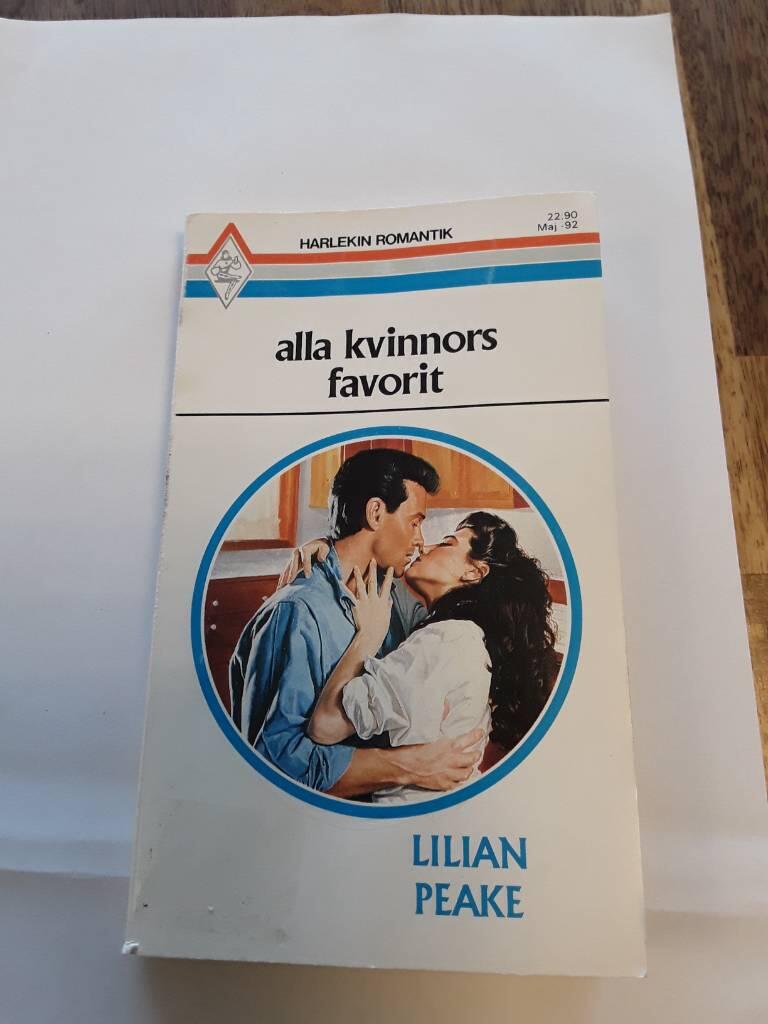 22.90
Maj -92
HARLEKIN ROMANTIK
alla kvinnors
favorit
LILIAN
PEAKE